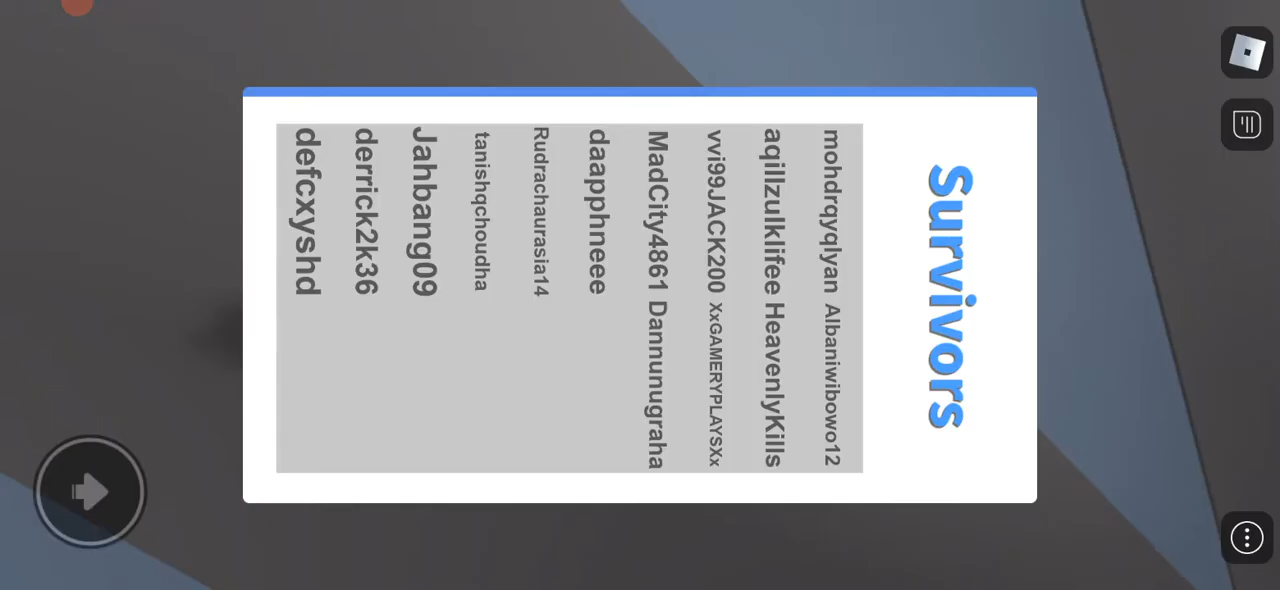 Survivors
mohdrqyqlyan Albaniwibowo12
aqillzulklifee HeavenlyKills
vvi99JACK200 XxGAMERYPLAYSXx
MadCity4861 Dannunugraha
daapphneee
Rudrachaurasia14
tanishqchoudha
Jahbang09
derrick2k36
defcxyshd